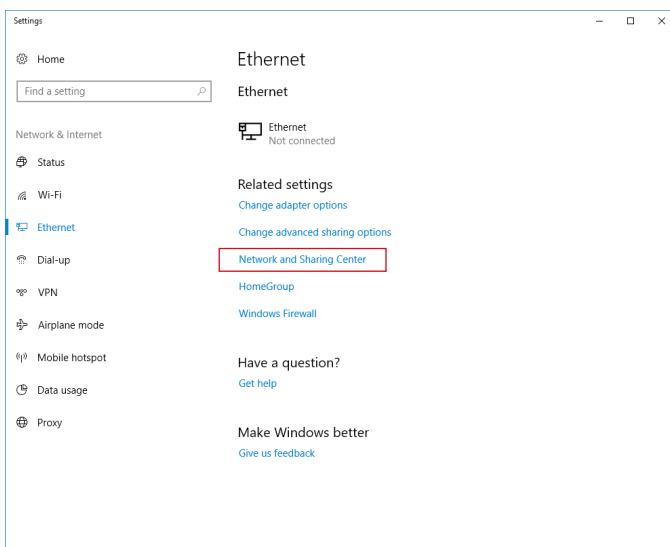 Settings
Home
Find a setting
Network & Internet
Status
Wi-Fi
Ethernet
Dial-up
VPN
Airplane mode
Mobile hotspot
Data usage
Proxy
Ethernet
Ethernet
Ethernet
Not connected
Related settings
Change adapter options
Change advanced sharing options
Network and Sharing Center
HomeGroup
Windows Firewall
Have a question?
Get help
Make Windows better
Give us feedback